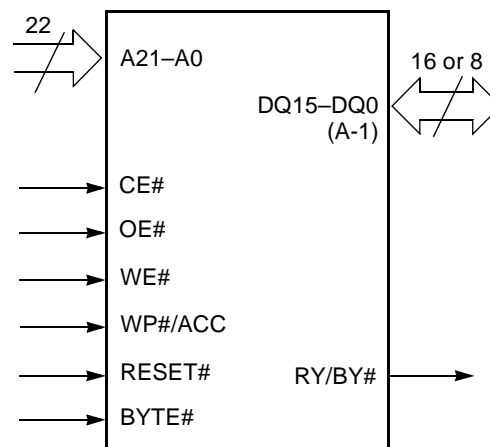 22
A21–A0
16 or 8
DQ15–DQ0
(A-1)
CE#
OE#
WE#
WP#/ACC
RESET#
RY/BY#
BYTE#